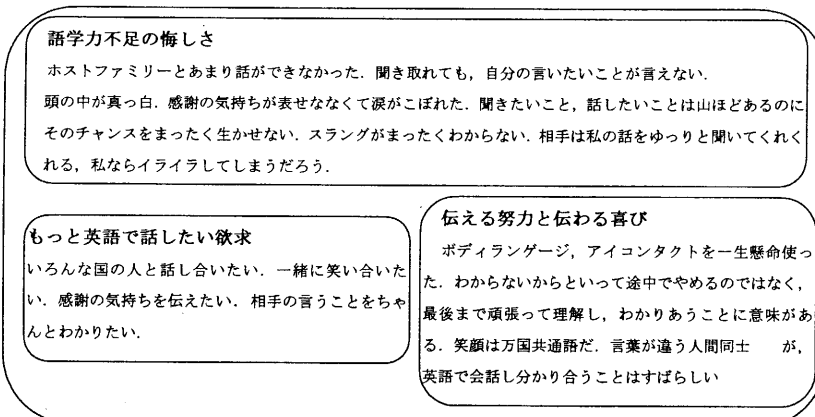 語学力不足の悔しさ
ホストファミリーとあまり話ができなかった．聞き取れても，自分の言いたいことが言えない．
頭の中が真っ白．感謝の気持ちが表せななくて涙がこぼれた．聞きたいこと，話したいことは山ほどあるのに
そのチャンスをまったく生かせない．スラングがまったくわからない．相手は私の話をゆっりと聞いてくれく
れる，私ならイライラしてしまうだろう．
もっと英語で話したい欲求
いろんな国の人と話し合いたい．一緒に笑い合いた
い．感謝の気持ちを伝えたい．相手の言うことをちゃ
んとわかりたい．
伝える努力と伝わる喜び
ボディランゲージ，アイコンタクトを一生懸命使っ
た．わからないからといって途中でやめるのではなく，
最後まで頑張って理解し，わかりあうことに意味があ
る．笑顔は万国共通語だ．言葉が違う人間同士　　が，
英語で会話し分かり合うことはすばらしい